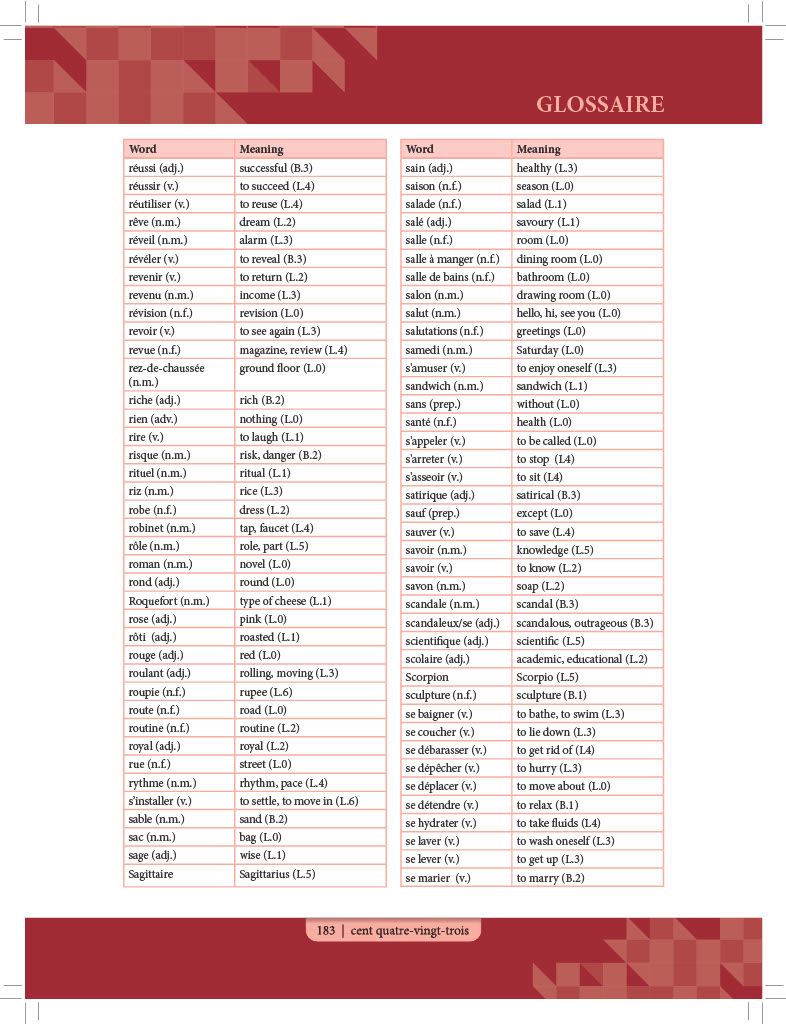 GLOSSAIRE
Word Meaning
réussi (adj.) successful (B.3)
réussir (v.) to succeed (L.4)
réutiliser (v.) to reuse (L.4)
rêve (n.m.) dream (L.2)
réveil (n.m.) alarm (L.3)
révéler (v.) to reveal (B.3)
revenir (v.) to return (L.2)
revenu (n.m.) income (L.3)
révision (n.f.) revision (L.0)
revoir (v.) to see again (L.3)
revue (n.f.) magazine, review (L.4)
rez-de-chaussée ground floor (L.0)
(n.m.)
riche (adj.) rich (B.2)
rien (adv.) nothing (L.0)
rire (v.) to laugh (L.1)
risque (n.m.) risk, danger (B.2)
rituel (n.m.) ritual (L.1)
riz (n.m.) rice (L.3)
robe (n.f.) dress (L.2)
robinet (n.m.) tap, faucet (L.4)
rôle (n.m.) role, part (L.5)
roman (n.m.) novel (L.0)
rond (adj.) round (L.0)
Roquefort (n.m.) type of cheese (L.1)
rose (adj.) pink (L.0)
rôti (adj.) roasted (L.1)
rouge (adj.) red (L.0)
roulant (adj.) rolling, moving (L.3)
roupie (n.f.) rupee (L.6)
route (n.f.) road (L.0)
routine (n.f.) routine (L.2)
royal (adj.) royal (L.2)
rue (n.f.) street (L.0)
rythme (n.m.) rhythm, pace (L.4)
s'installer (v.) to settle, to move in (L.6)
sable (n.m.) sand (B.2)
sac (n.m.) bag (L.0)
sage (adj.) wise (L.1)
Sagittaire Sagittarius (L.5)
Word Meaning
sain (adj.) healthy (L.3)
saison (n.f.) season (L.0)
salade (n.f.) salad (L.1)
salé (adj.) savoury (L.1)
salle (n.f.) room (L.0)
salle à manger (n.f.) dining room (L.0)
salle de bains (n.f.) bathroom (L.0)
salon (n.m.) drawing room (L.0)
salut (n.m.) hello, hi, see you (L.0)
salutations (n.f.) greetings (L.0)
samedi (n.m.) Saturday (L.0)
s'amuser (v.) to enjoy oneself (L.3)
sandwich (n.m.) sandwich (L.1)
sans (prep.) without (L.0)
santé (n.f.) health (L.0)
s'appeler (v.) to be called (L.0)
s'arreter (v.) to stop (L4)
s'asseoir (v.) to sit (L4)
satirique (adj.) satirical (B.3)
sauf (prep.) except (L.0)
sauver (v.) to save (L.4)
savoir (n.m.) knowledge (L.5)
savoir (v.) to know (L.2)
savon (n.m.) soap (L.2)
scandale (n.m.) scandal (B.3)
scandaleux/se (adj.) scandalous, outrageous (B.3)
scientifique (adj.) scientific (L.5)
scolaire (adj.) academic, educational (L.2)
Scorpion Scorpio (L.5)
sculpture (n.f.) sculpture (B.1)
se baigner (v.) to bathe, to swim (L.3)
se coucher (v.) to lie down (L.3)
se débarasser (v.) to get rid of (L4)
se dépêcher (v.) to hurry (L.3)
se déplacer (v.) to move about (L.0)
se détendre (v.) to relax (B.1)
se hydrater (v.) to take fluids (L4)
se laver (v.) to wash oneself (L.3)
se lever (v.) to get up (L.3)
se marier (v.) to marry (B.2)
183 | cent quatre-vingt-trois